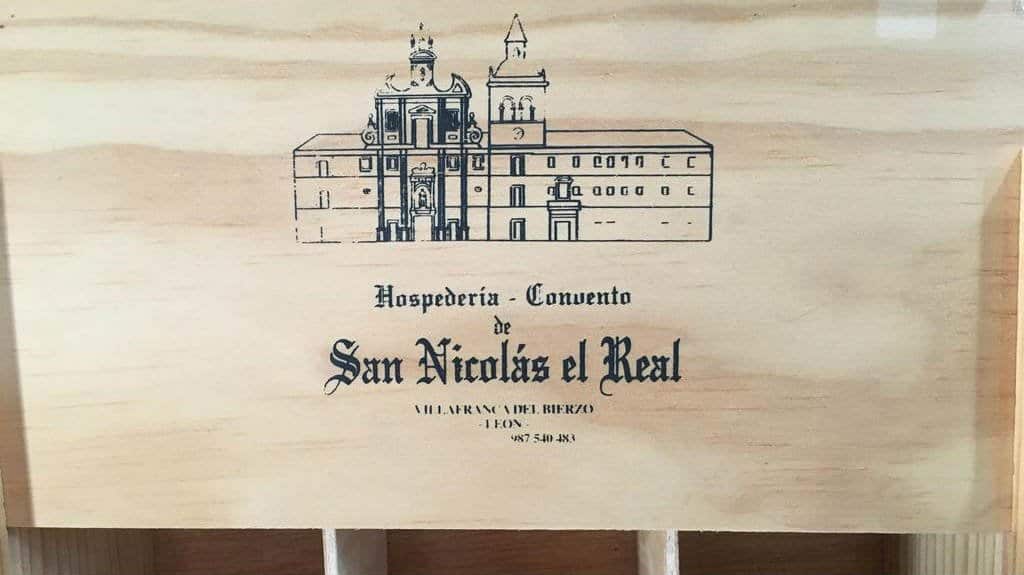 Hospedería - Convento
de
San Nicolás el Real
VILLAFRANCA DEL BIERZO
- LEON -
987 540 483